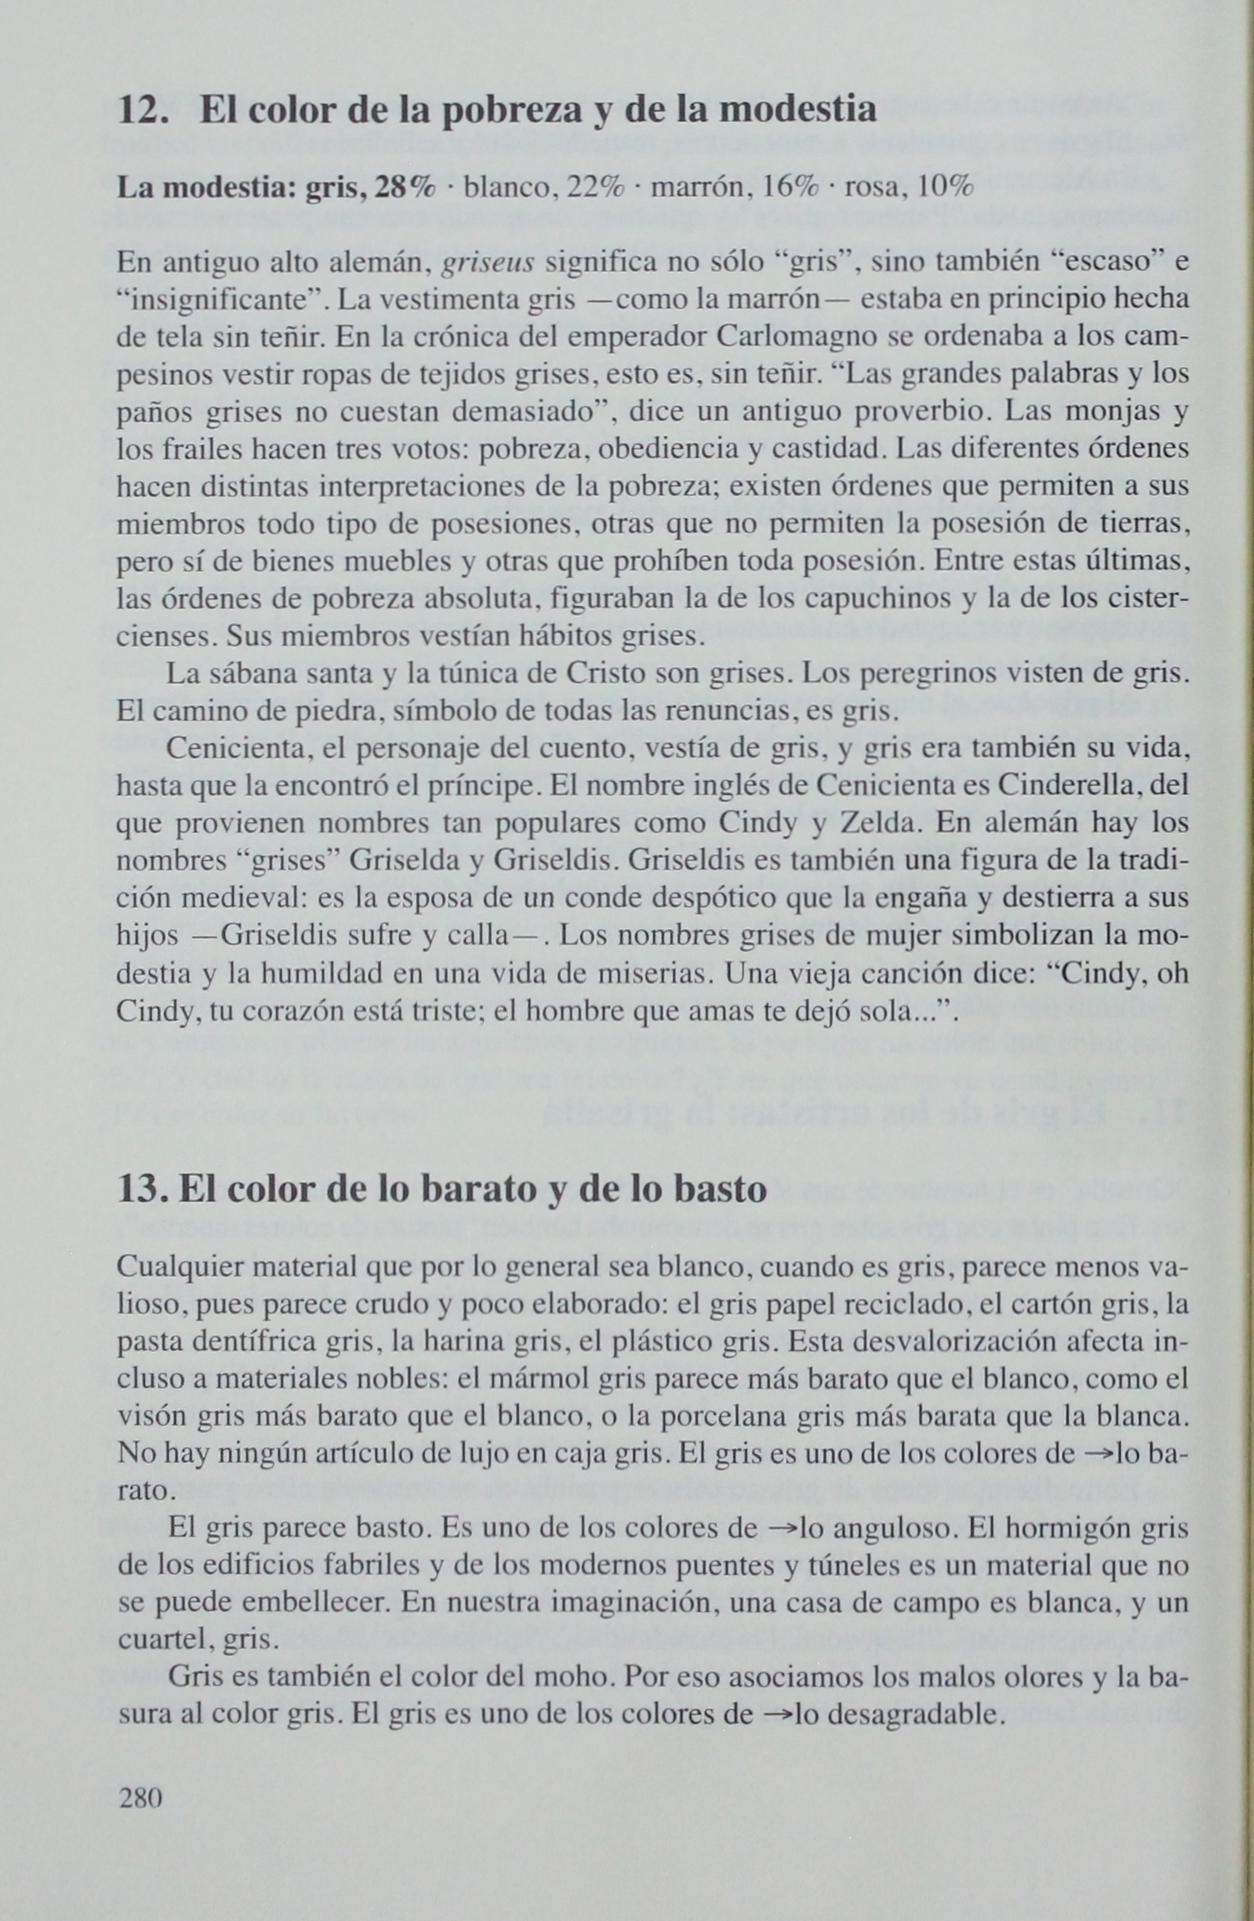 12. El color de la pobreza y de la modestia
La modestia: gris, 28% · blanco, 22% · marrón, 16% · rosa, 10%
En antiguo alto alemán, griseus significa no sólo “gris”, sino también “escaso” e
“insignificante”. La vestimenta gris —como la marrón— estaba en principio hecha
de tela sin teñir. En la crónica del emperador Carlomagno se ordenaba a los cam-
pesinos vestir ropas de tejidos grises, esto es, sin teñir. “Las grandes palabras y los
paños grises no cuestan demasiado”, dice un antiguo proverbio. Las monjas y
los frailes hacen tres votos: pobreza, obediencia y castidad. Las diferentes órdenes
hacen distintas interpretaciones de la pobreza; existen órdenes que permiten a sus
miembros todo tipo de posesiones, otras que no permiten la posesión de tierras,
pero sí de bienes muebles y otras que prohíben toda posesión. Entre estas últimas,
las órdenes de pobreza absoluta, figuraban la de los capuchinos y la de los cister-
cienses. Sus miembros vestían hábitos grises.
La sábana santa y la túnica de Cristo son grises. Los peregrinos visten de gris.
El camino de piedra, símbolo de todas las renuncias, es gris.
Cenicienta, el personaje del cuento, vestía de gris, y gris era también su vida,
hasta que la encontró el príncipe. El nombre inglés de Cenicienta es Cinderella, del
que provienen nombres tan populares como Cindy y Zelda. En alemán hay los
nombres “grises” Griselda y Griseldis. Griseldis es también una figura de la tradi-
ción medieval: es la esposa de un conde despótico que la engaña y destierra a sus
hijos —Griseldis sufre y calla—. Los nombres grises de mujer simbolizan la mo-
destia y la humildad en una vida de miserias. Una vieja canción dice: “Cindy, oh
Cindy, tu corazón está triste; el hombre que amas te dejó sola...”.
13. El color de lo barato y de lo basto
Cualquier material que por lo general sea blanco, cuando es gris, parece menos va-
lioso, pues parece crudo y poco elaborado: el gris papel reciclado, el cartón gris, la
pasta dentífrica gris, la harina gris, el plástico gris. Esta desvalorización afecta in-
cluso a materiales nobles: el mármol gris parece más barato que el blanco, como el
visón gris más barato que el blanco, o la porcelana gris más barata que la blanca.
No hay ningún artículo de lujo en caja gris. El gris es uno de los colores de →lo ba-
rato.
El gris parece basto. Es uno de los colores de →lo anguloso. El hormigón gris
de los edificios fabriles y de los modernos puentes y túneles es un material que no
se puede embellecer. En nuestra imaginación, una casa de campo es blanca, y un
cuartel, gris.
Gris es también el color del moho. Por eso asociamos los malos olores y la ba-
sura al color gris. El gris es uno de los colores de →lo desagradable.
280